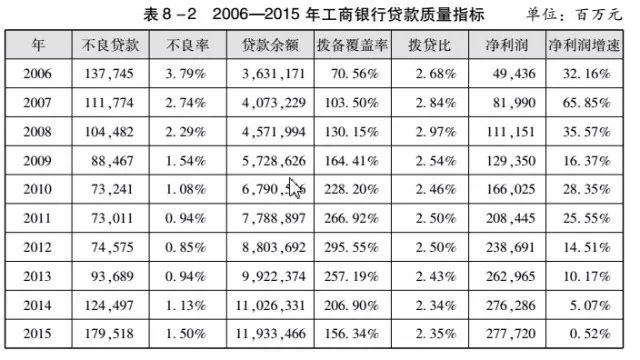 表8-2 2006—2015年工商银行贷款质量指标 单位：百万元
年 不良贷款 不良率 贷款余额 拨备覆盖率 拨贷比 净利润 净利润增速
2006 137,745 3.79% 3,631,171 70.56% 2.68% 49,436 32.16%
2007 111,774 2.74% 4,073,229 103.50% 2.84% 81,990 65.85%
2008 104,482 2.29% 4,571,994 130.15% 2.97% 111,151 35.57%
2009 88,467 1.54% 5,728,626 164.41% 2.54% 129,350 16.37%
2010 73,241 1.08% 228.20% 2.46% 166,025 28.35%
2011 73,011 0.94% 7,788,897 266.92% 2.50% 208,445 25.55%
2012 74,575 0.85% 8,803,692 295.55% 2.50% 238,691 14.51%
2013 93,689 0.94% 9,922,374 257.19% 2.43% 262,965 10.17%
2014 124,497 1.13% 11,026,331 206.90% 2.34% 276,286 5.07%
2015 179,518 1.50% 11,933,466 156.34% 2.35% 277,720 0.52%